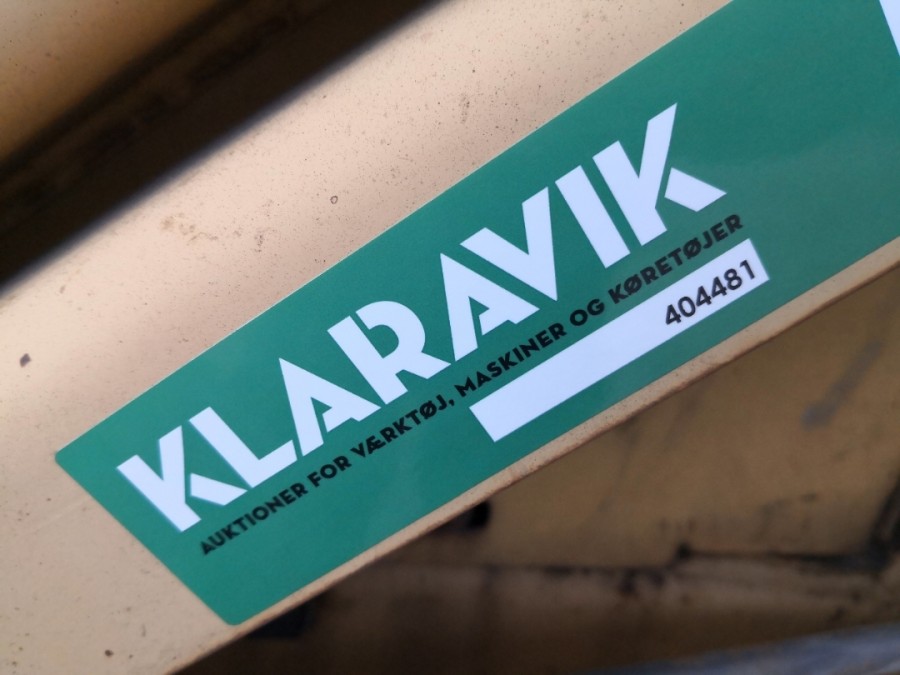 KLARAVIK
AUKTIONER FOR VÆRKTØJ, MASKINER OG KØRETØJER
404481